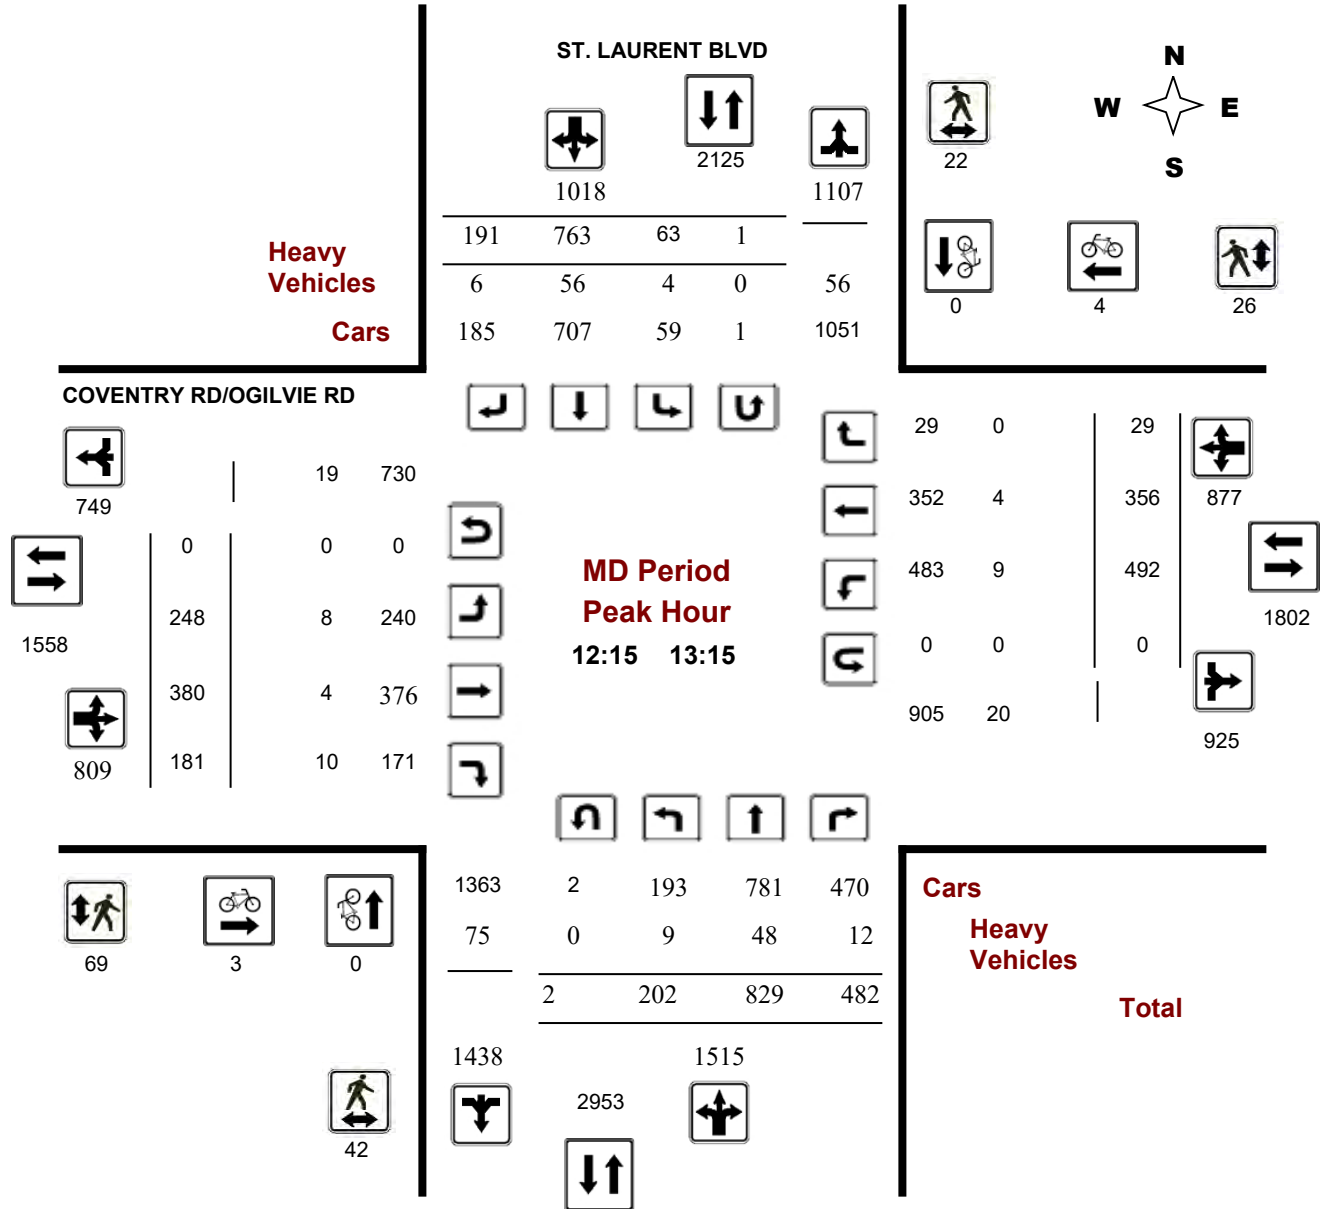 ST. LAURENT BLVD
N
W E
S
2125
22
1018 1107
191 763 63 1
Heavy
Vehicles
6 56 4 0 56
0 4 26
Cars
185 707 59 1 1051
COVENTRY RD/OGILVIE RD
29 0 29
19 730
749
352 4 356 877
0 0 0
MD Period
483 9 492
Peak Hour
248 8 240
1802
1558
12:15 13:15
0 0 0
380 4 376
905 20
925
809 181 10 171
1363 2 193 781 470
Cars
75 0 9 48 12
Heavy
Vehicles
69 3 0
2 202 829 482
Total
1438 1515
2953
42